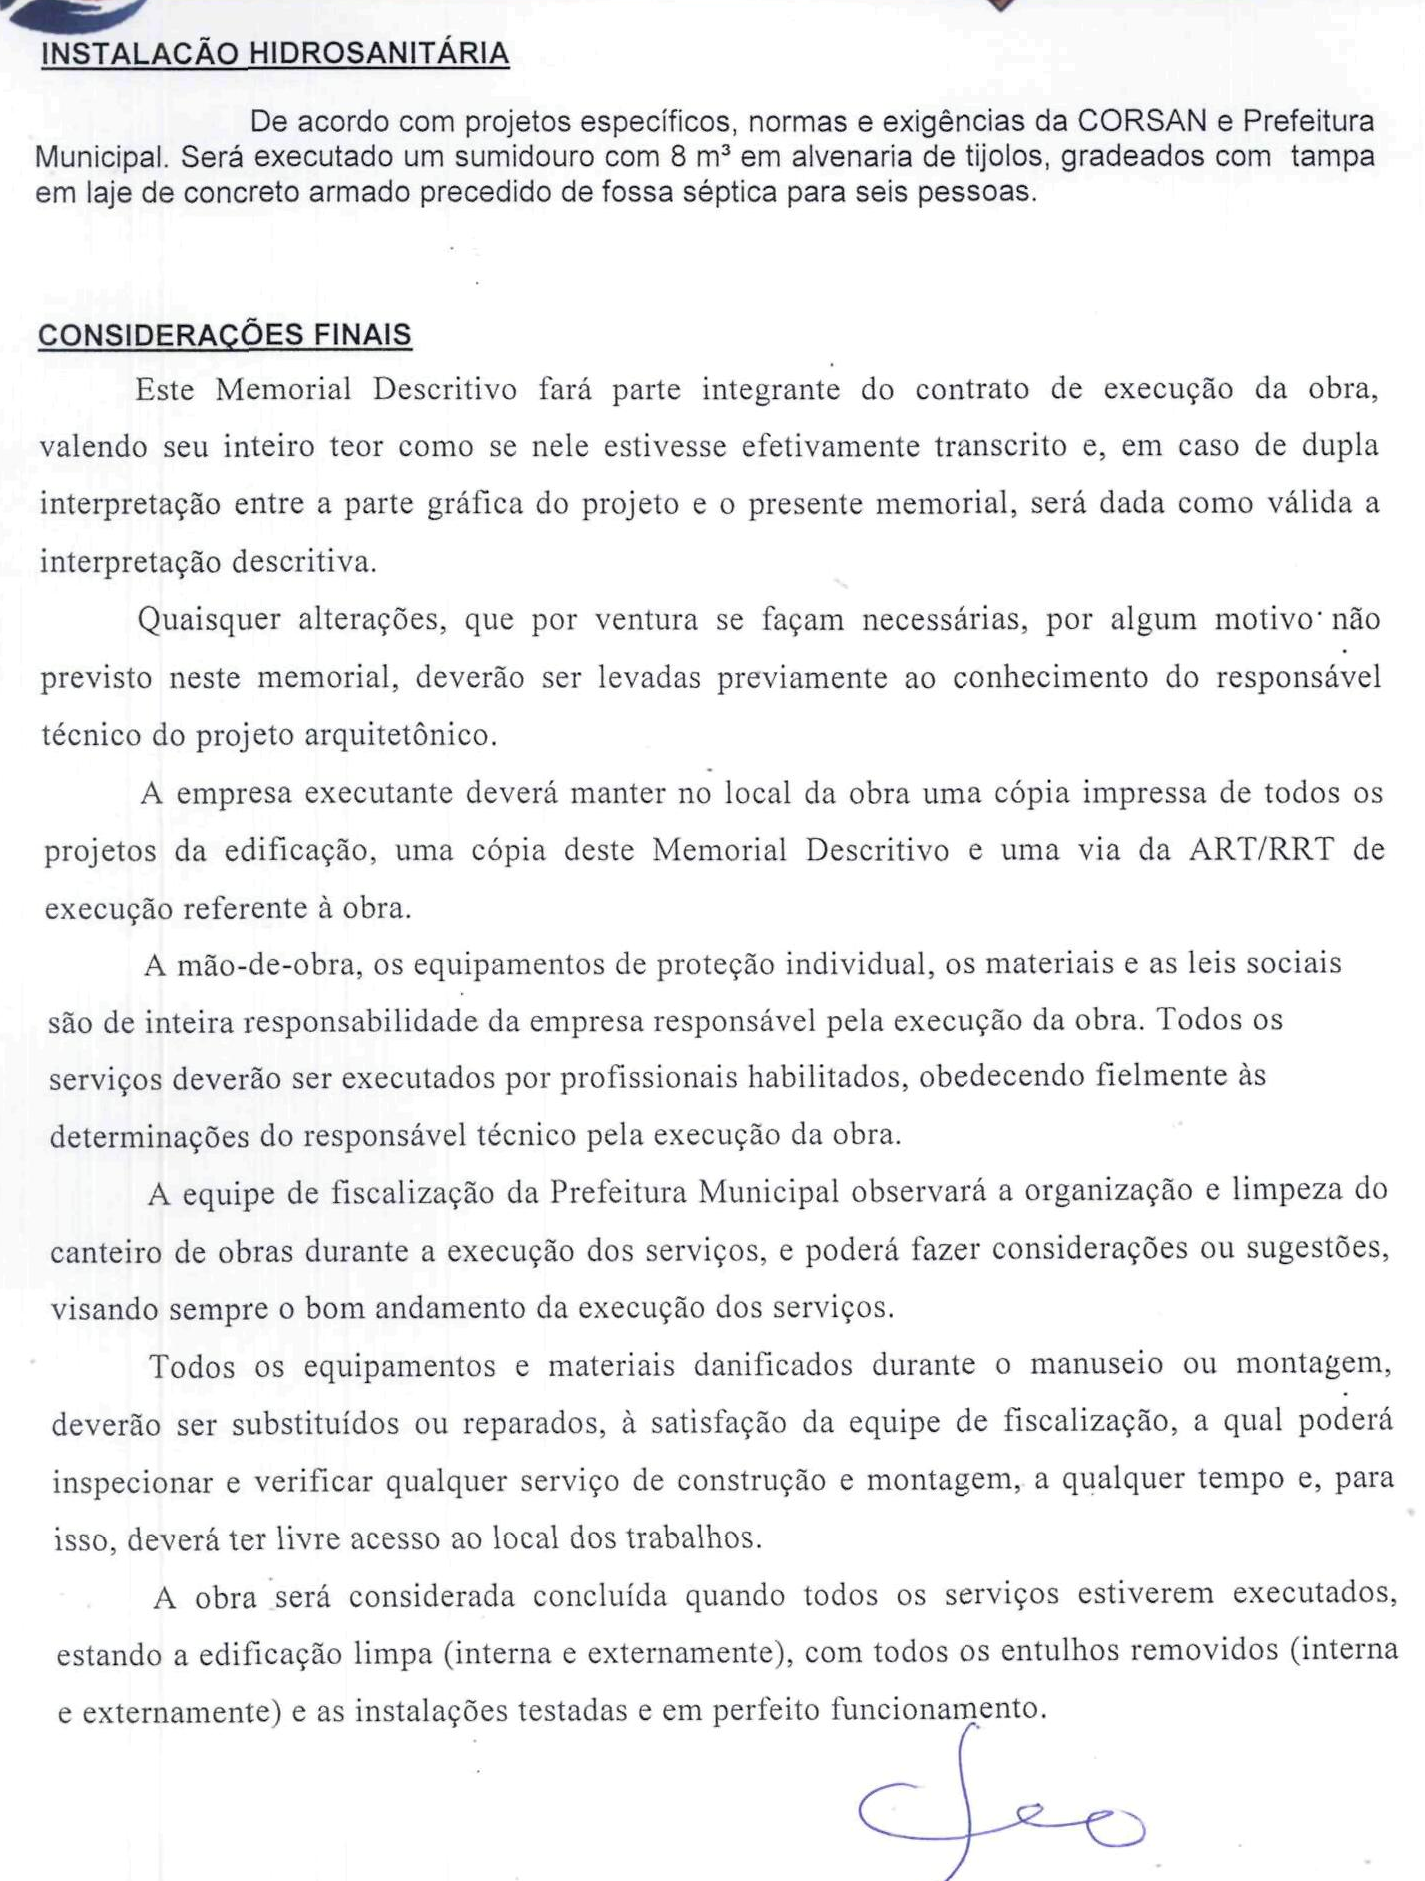 INSTALACÃO HIDROSANITÁRIA
De acordo com projetos específicos, normas e exigências da CORSAN e Prefeitura
Municipal. Será executado um sumidouro com 8 m³ em alvenaria de tijolos, gradeados com tampa
em laje de concreto armado precedido de fossa séptica para seis pessoas.
CONSIDERAÇÕES FINAIS
Este Memorial Descritivo fará parte integrante do contrato de execução da obra,
valendo seu inteiro teor como se nele estivesse efetivamente transcrito e, em caso de dupla
interpretação entre a parte gráfica do projeto e o presente memorial, será dada como válida a
interpretação descritiva.
Quaisquer alterações, que por ventura se façam necessárias, por algum motivo não
previsto neste memorial, deverão ser levadas previamente ao conhecimento do responsável
técnico do projeto arquitetônico.
A empresa executante deverá manter no local da obra uma cópia impressa de todos os
projetos da edificação, uma cópia deste Memorial Descritivo e uma via da ART/RRT de
execução referente à obra.
A mão-de-obra, os equipamentos de proteção individual, os materiais e as leis sociais
são de inteira responsabilidade da empresa responsável pela execução da obra. Todos os
serviços deverão ser executados por profissionais habilitados, obedecendo fielmente às
determinações do responsável técnico pela execução da obra.
A equipe de fiscalização da Prefeitura Municipal observará a organização e limpeza do
canteiro de obras durante a execução dos serviços, e poderá fazer considerações ou sugestões,
visando sempre o bom andamento da execução dos serviços.
Todos os equipamentos e materiais danificados durante o manuseio ou montagem,
deverão ser substituídos ou reparados, à satisfação da equipe de fiscalização, a qual poderá
inspecionar e verificar qualquer serviço de construção e montagem, a qualquer tempo e, para
isso, deverá ter livre acesso ao local dos trabalhos.
A obra será considerada concluída quando todos os serviços estiverem executados,
estando a edificação limpa (interna e externamente), com todos os entulhos removidos (interna
e externamente) e as instalações testadas e em perfeito funcionamento.